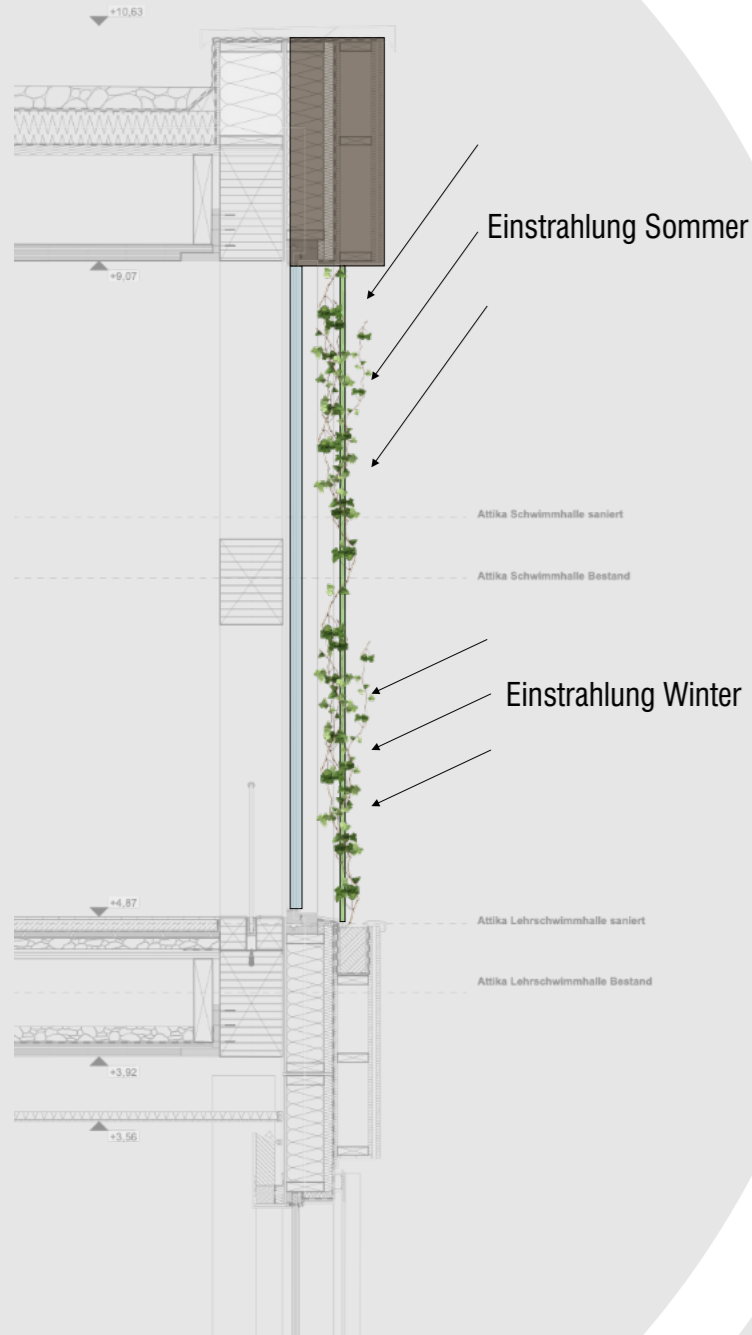 +10,63
Einstrahlung Sommer
+9,07
Attika Schwimmhalle saniert
Attika Schwimmhalle Bestand
Einstrahlung Winter
+4,87
Attika Lehrschwimmhalle saniert
Attika Lehrschwimmhalle Bestand
+3,92
+3,56